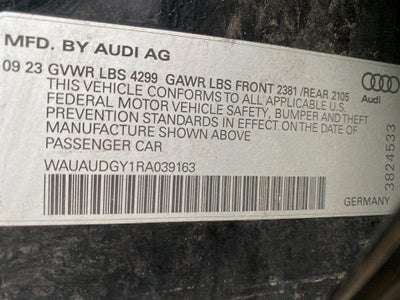 MFD. BY AUDI AG
09 23 GVWR LBS 4299 GAWR LBS FRONT 2381 /REAR 2105
THIS VEHICLE CONFORMS TO ALL APPLICABLE U.S.
FEDERAL MOTOR VEHICLE SAFETY, BUMPER AND THEFT
PREVENTION STANDARDS IN EFFECT ON THE DATE OF
MANUFACTURE SHOWN ABOVE
PASSENGER CAR
WAUAUDGY1RA039163
Audi
3824533
GERMANY